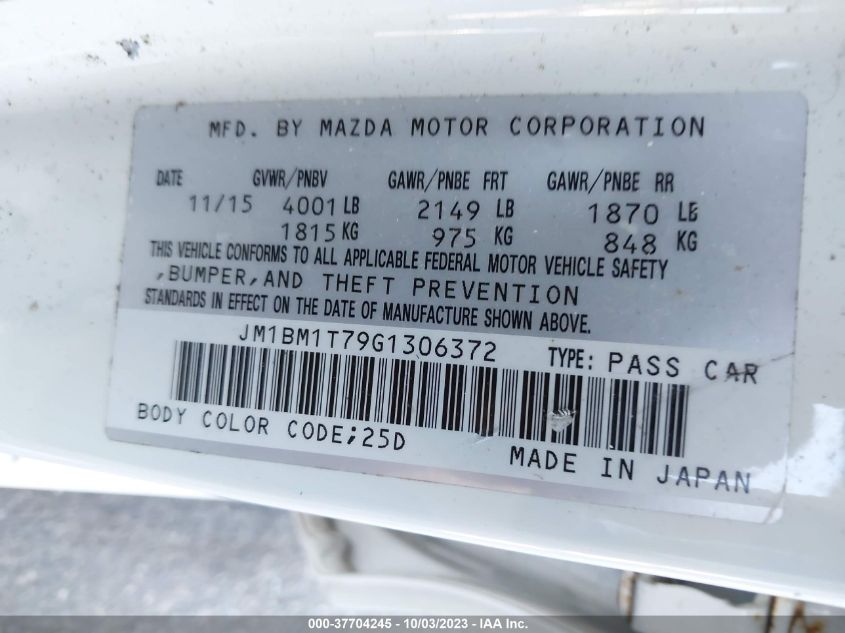 MFD. BY MAZDA MOTOR CORPORATION
DATE GVWR/PNBV GAWR/PNBE FRT GAWR/PNBE RR
11/15 4001 LB 2149 LB 1870 LB
1815 KG 975 KG 848 KG
THIS VEHICLE CONFORMS TO ALL APPLICABLE FEDERAL MOTOR VEHICLE SAFETY
,BUMPER,AND THEFT PREVENTION
STANDARDS IN EFFECT ON THE DATE OF MANUFACTURE SHOWN ABOVE.
JM1BM1T79G1306372 TYPE: PASS CAR
BODY COLOR CODE;25D
MADE IN JAPAN
000-37704245 - 10/03/2023 - IAA Inc.